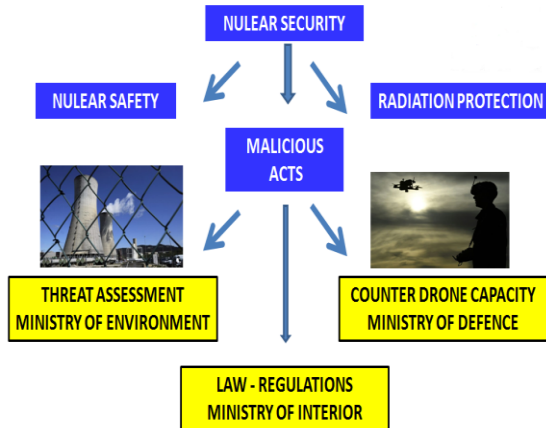 NULEAR SECURITY
NULEAR SAFETY
RADIATION PROTECTION
MALICIOUS
ACTS
THREAT ASSESSMENT
MINISTRY OF ENVIRONMENT
COUNTER DRONE CAPACITY
MINISTRY OF DEFENCE
LAW - REGULATIONS
MINISTRY OF INTERIOR